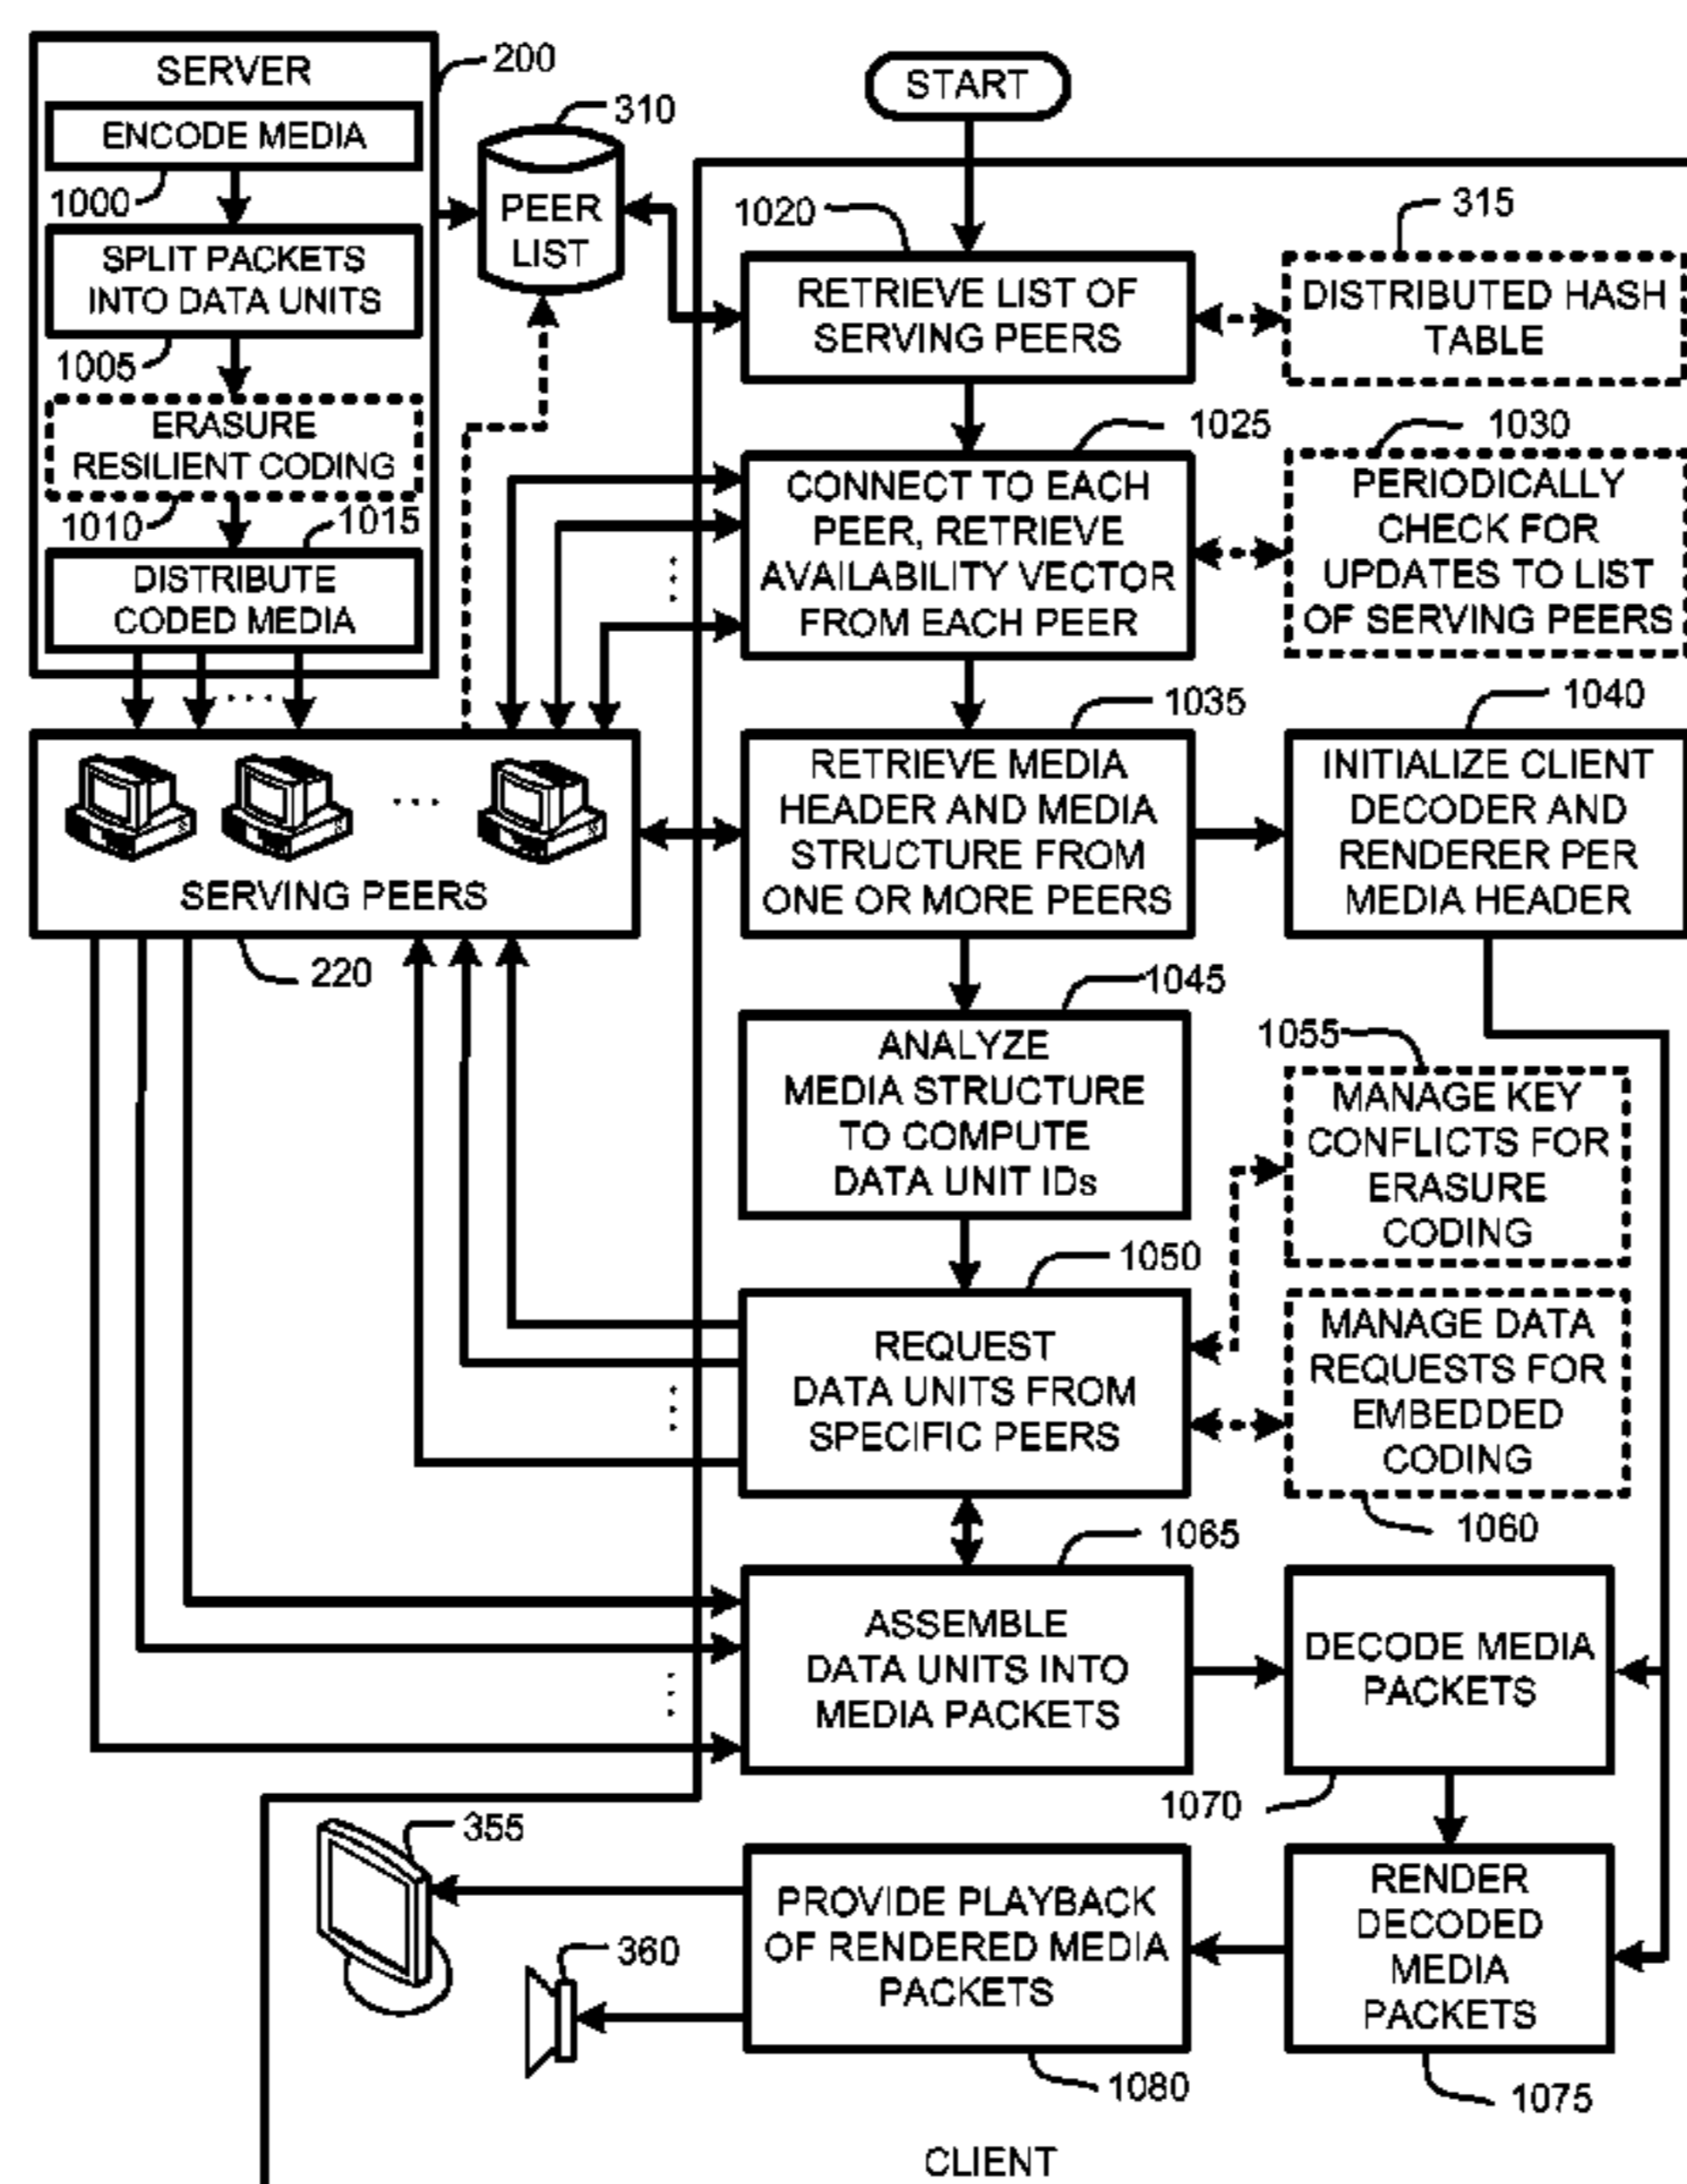 SERVER
200
ENCODE MEDIA
1000
SPLIT PACKETS
INTO DATA UNITS
1005
ERASURE
RESILIENT CODING
1010
1015
DISTRIBUTE
CODED MEDIA
310
PEER
LIST
START
1020
RETRIEVE LIST OF
SERVING PEERS
315
DISTRIBUTED HASH
TABLE
1025
CONNECT TO EACH
PEER, RETRIEVE
AVAILABILITY VECTOR
FROM EACH PEER
1030
PERIODICALLY
CHECK FOR
UPDATES TO LIST
OF SERVING PEERS
SERVING PEERS
220
1035
RETRIEVE MEDIA
HEADER AND MEDIA
STRUCTURE FROM
ONE OR MORE PEERS
1040
INITIALIZE CLIENT
DECODER AND
RENDERER PER
MEDIA HEADER
1045
ANALYZE
MEDIA STRUCTURE
TO COMPUTE
DATA UNIT IDs
1055
MANAGE KEY
CONFLICTS FOR
ERASURE
CODING
1050
REQUEST
DATA UNITS FROM
SPECIFIC PEERS
MANAGE DATA
REQUESTS FOR
EMBEDDED
CODING
1060
1065
ASSEMBLE
DATA UNITS INTO
MEDIA PACKETS
DECODE MEDIA
PACKETS
1070
355
360
PROVIDE PLAYBACK
OF RENDERED MEDIA
PACKETS
1080
RENDER
DECODED
MEDIA
PACKETS
1075
CLIENT